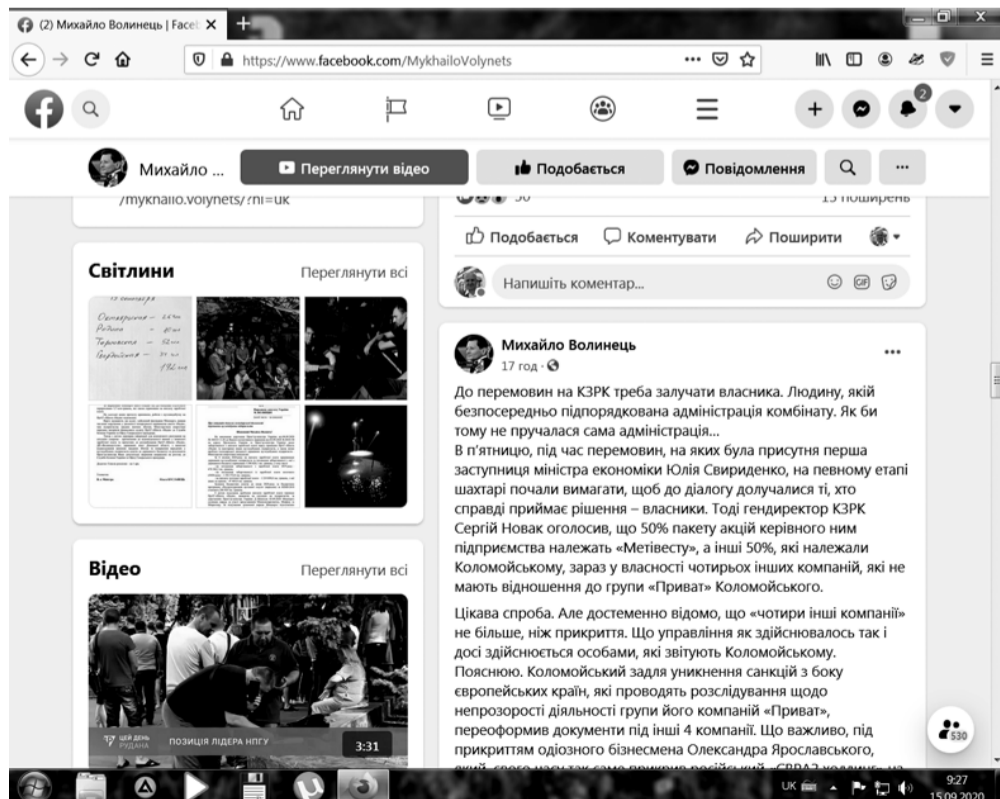 (2) Михайло Волинець | Facel
https://www.facebook.com/MykhailoVolynets
2
Михайло ...
Переглянути відео
Подобається
Повідомлення
/mykhailo.volynets/?hl=uk
50
15 поширень
Подобається
Коментувати
Поширити
Напишіть коментар...
GIF
Світлини
Переглянути всі
Михайло Волинець
17 год
До перемовин на КЗРК треба залучати власника. Людину, якій
безпосередньо підпорядкована адміністрація комбінату. Як би
тому не пручалася сама адміністрація...
В п’ятницю, під час перемовин, на яких була присутня перша
заступниця міністра економіки Юлія Свириденко, на певному етапі
шахтарі почали вимагати, щоб до діалогу долучалися ті, хто
справді приймає рішення – власники. Тоді гендиректор КЗРК
Сергій Новак оголосив, що 50% пакету акцій керівного ним
підприємства належать «Метівесту», а інші 50%, які належали
Коломойському, зараз у власності чотирьох інших компаній, які не
мають відношення до групи «Приват» Коломойського.
Цікава спроба. Але достеменно відомо, що «чотири інші компанії»
не більше, ніж прикриття. Що управління як здійснювалось так і
досі здійснюється особами, які звітують Коломойському.
Пояснюю. Коломойський задля уникнення санкцій з боку
європейських країн, які проводять розслідування щодо
непрозорості діяльності групи його компаній «Приват»,
переоформив документи під інші 4 компанії. Що важливо, під
прикриттям одіозного бізнесмена Олександра Ярославського,
Відео
Переглянути всі
ЦЕЙ ДЕНЬ
РУДАНА
ПОЗИЦІЯ ЛІДЕРА НПГУ
3:31
530
UK
9:27
15.09.2020